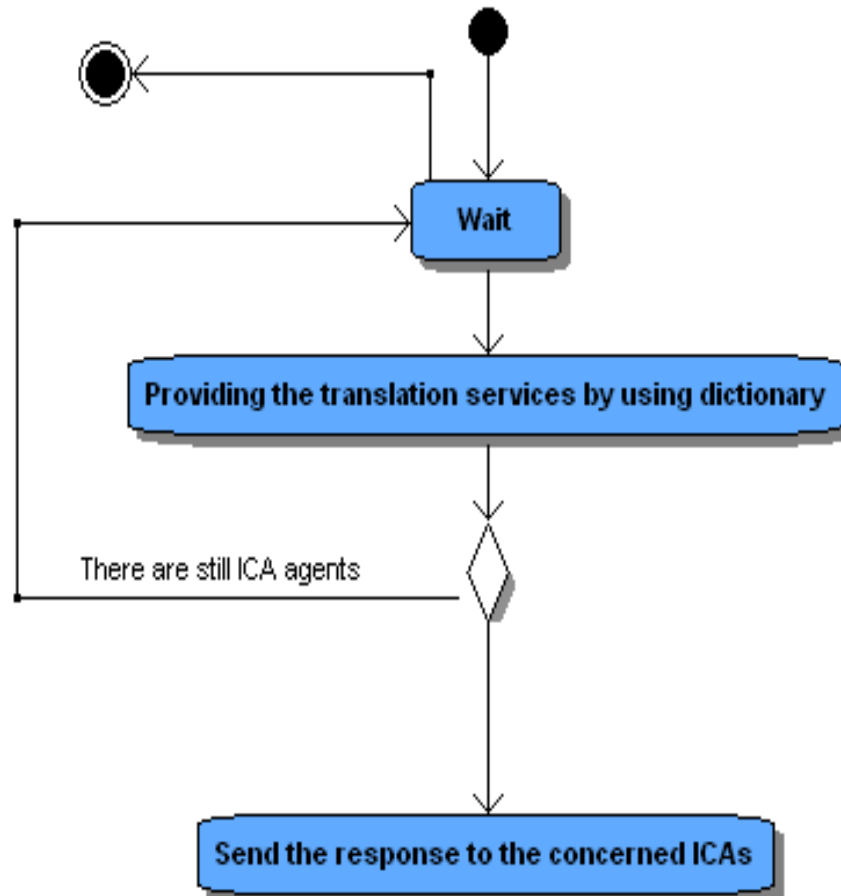 Wait
Providing the translation services by using dictionary
There are still ICA agents
Send the response to the concerned ICAs